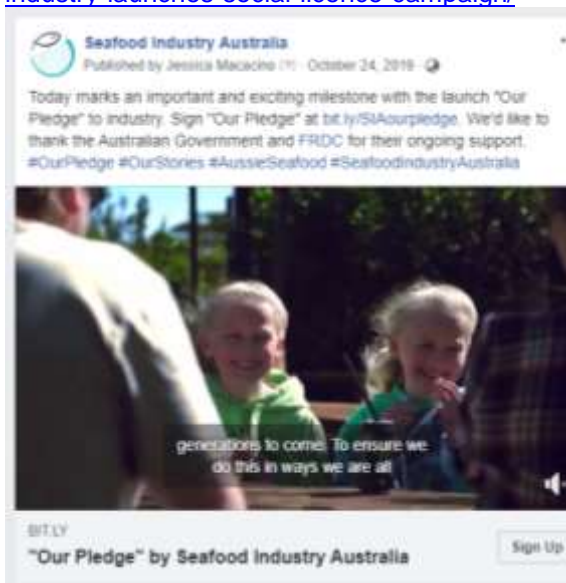 industry-launches-social-licence-campaign/
Seafood Industry Australia
Published by Jessica Macacino · October 24, 2019 ·
Today marks an important and exciting milestone with the launch "Our
Pledge" to industry. Sign "Our Pledge" at bit.ly/SIAourpledge. We'd like to
thank the Australian Government and FRDC for their ongoing support.
#OurPledge #OurStories #AussieSeafood #SeafoodIndustryAustralia
generations to come. To ensure we
do this in ways we are all
BIT.LY
"Our Pledge" by Seafood Industry Australia
Sign Up